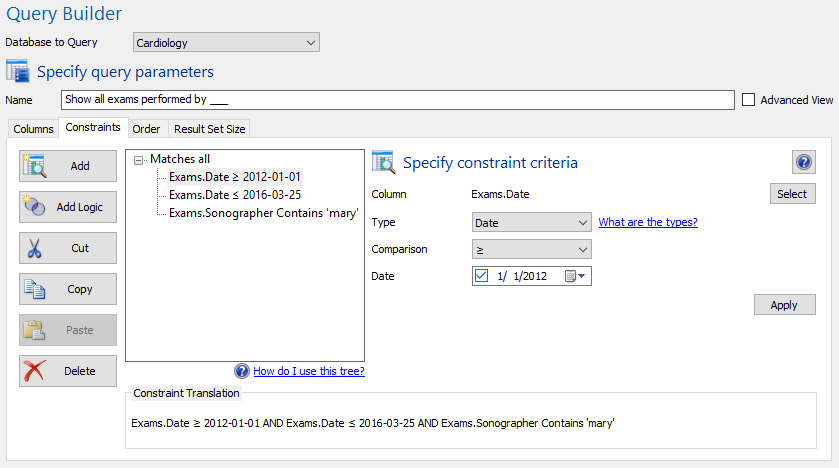 Query Builder
Database to Query Cardiology
Specify query parameters
Name Show all exams performed by ___ Advanced View
Columns Constraints Order Result Set Size
Add
Add Logic
Cut
Copy
Paste
Delete
Matches all
Exams.Date ≥ 2012-01-01
Exams.Date ≤ 2016-03-25
Exams.Sonographer Contains 'mary'
How do I use this tree?
Specify constraint criteria
Column Exams.Date Select
Type Date What are the types?
Comparison ≥
Date 1/ 1/2012
Apply
Constraint Translation
Exams.Date ≥ 2012-01-01 AND Exams.Date ≤ 2016-03-25 AND Exams.Sonographer Contains 'mary'